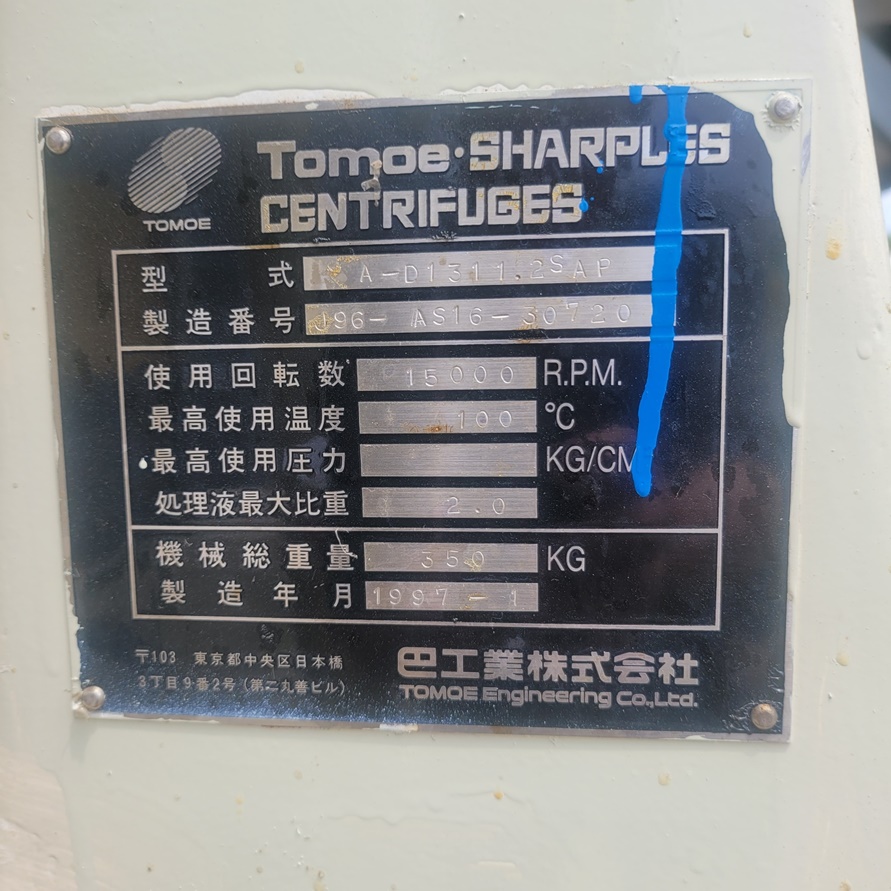 TOMOE
Tomoe·SHARPLES
CENTRIFUGES
型式 A-D1311.2SAP
製造番号 J96- AS16-30720
使用回転数 15000 R.P.M.
最高使用温度 100 ℃
最高使用圧力 KG/CM
処理液最大比重 2.0
機械総重量 350 KG
製造年月 1997-1
〒103 東京都中央区日本橋
3丁目9番2号(第二丸善ビル)
巴工業株式会社
TOMOE Engineering Co.,Ltd.